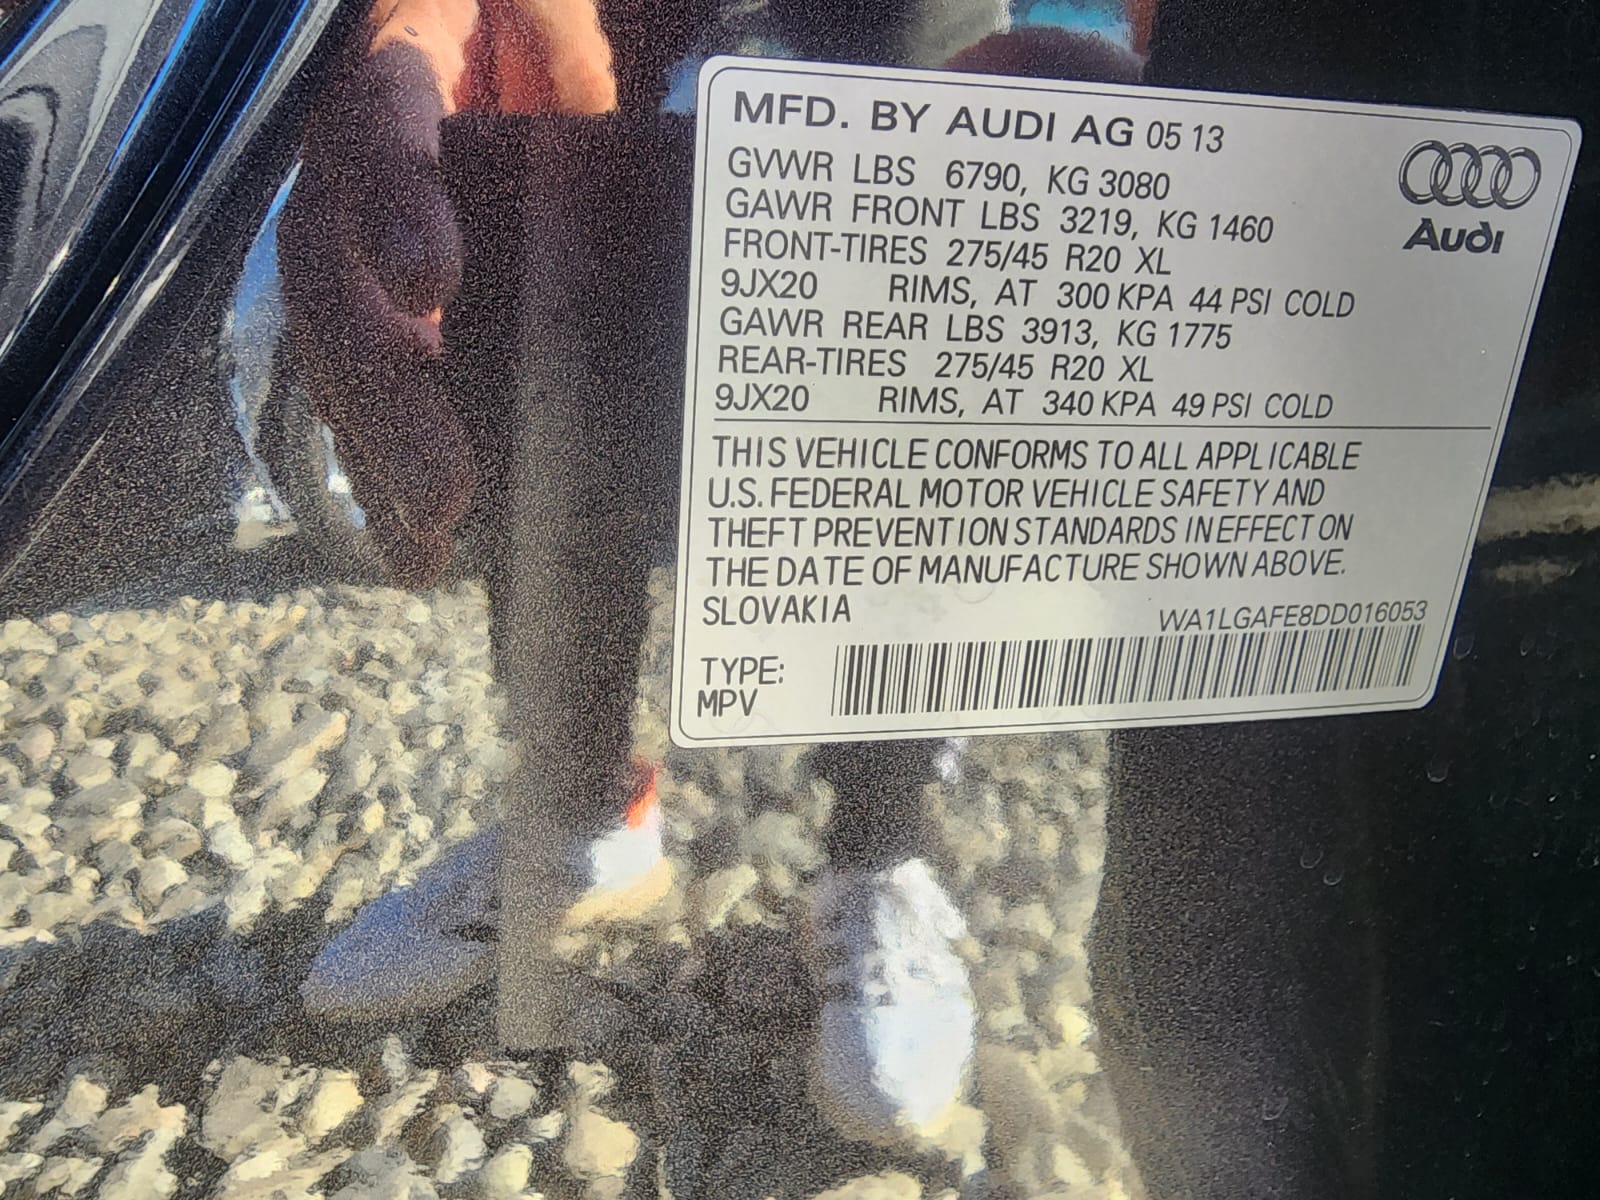 MFD. BY AUDI AG 05 13
GVWR LBS 6790, KG 3080
GAWR FRONT LBS 3219, KG 1460
FRONT-TIRES 275/45 R20 XL
9JX20 RIMS, AT 300 KPA 44 PSI COLD
GAWR REAR LBS 3913, KG 1775
REAR-TIRES 275/45 R20 XL
9JX20 RIMS, AT 340 KPA 49 PSI COLD
Audi
THIS VEHICLE CONFORMS TO ALL APPLICABLE
U.S. FEDERAL MOTOR VEHICLE SAFETY AND
THEFT PREVENTION STANDARDS IN EFFECT ON
THE DATE OF MANUFACTURE SHOWN ABOVE.
SLOVAKIA WA1LGAFE8DD016053
TYPE:
MPV